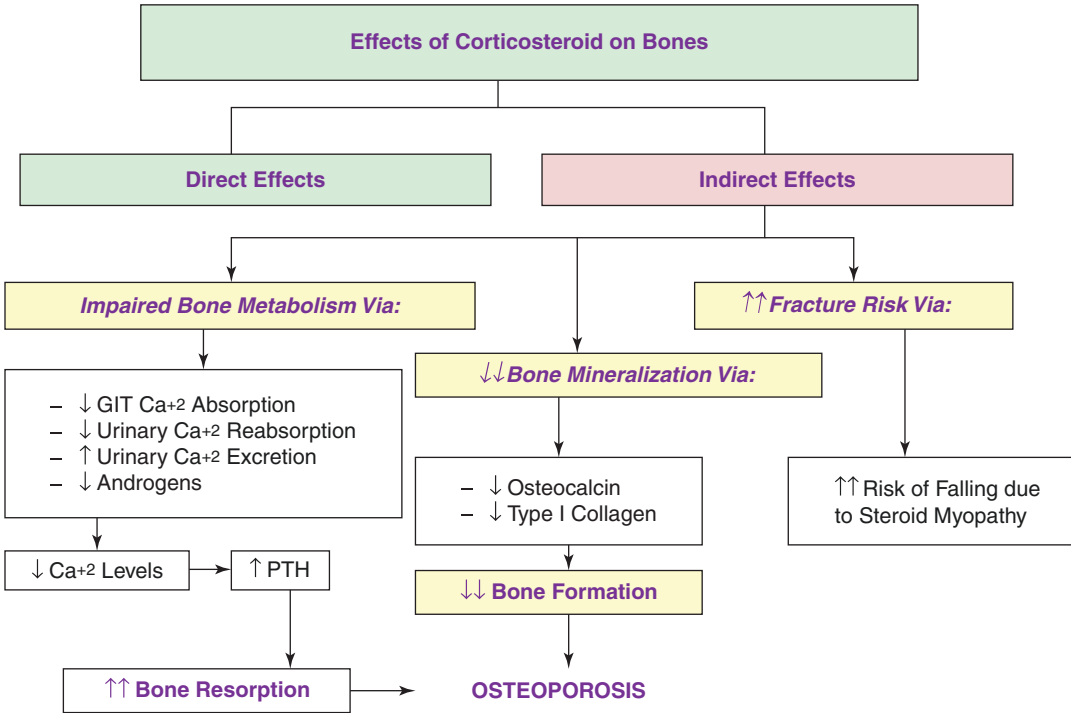 Effects of Corticosteroid on Bones
Direct Effects
Indirect Effects
Impaired Bone Metabolism Via:
↑↑ Fracture Risk Via:
↓↓ Bone Mineralization Via:
– ↓ GIT Ca+2 Absorption
– ↓ Urinary Ca+2 Reabsorption
– ↑ Urinary Ca+2 Excretion
– ↓ Androgens
– ↓ Osteocalcin
– ↓ Type I Collagen
↑↑ Risk of Falling due
to Steroid Myopathy
↓ Ca+2 Levels
↑ PTH
↓↓ Bone Formation
↑↑ Bone Resorption
OSTEOPOROSIS